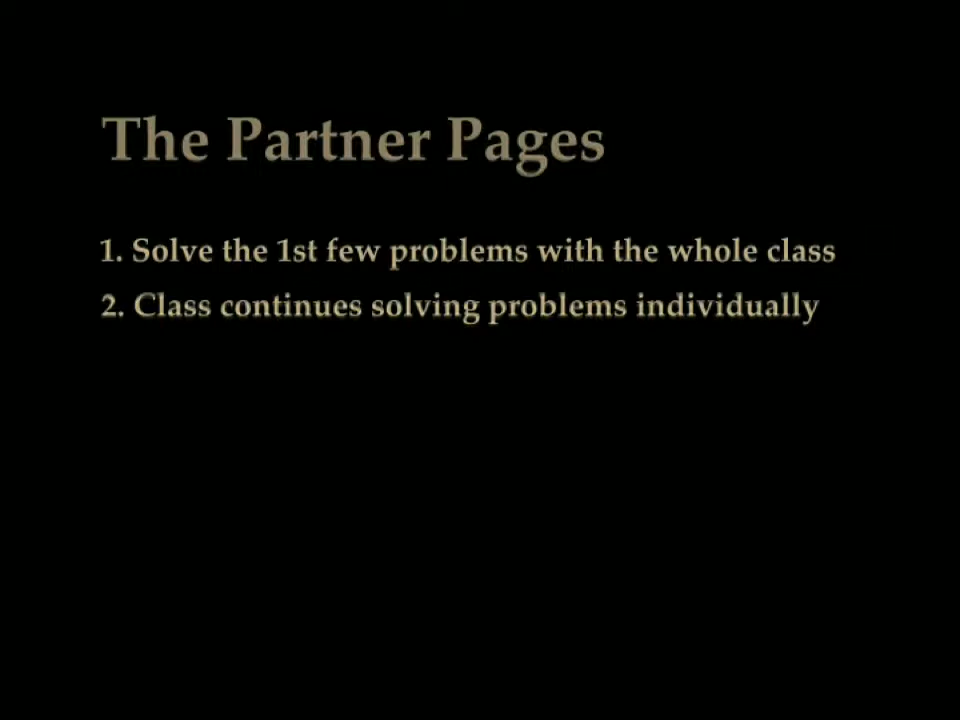 The Partner Pages
1. Solve the 1st few problems with the whole class
2. Class continues solving problems individually